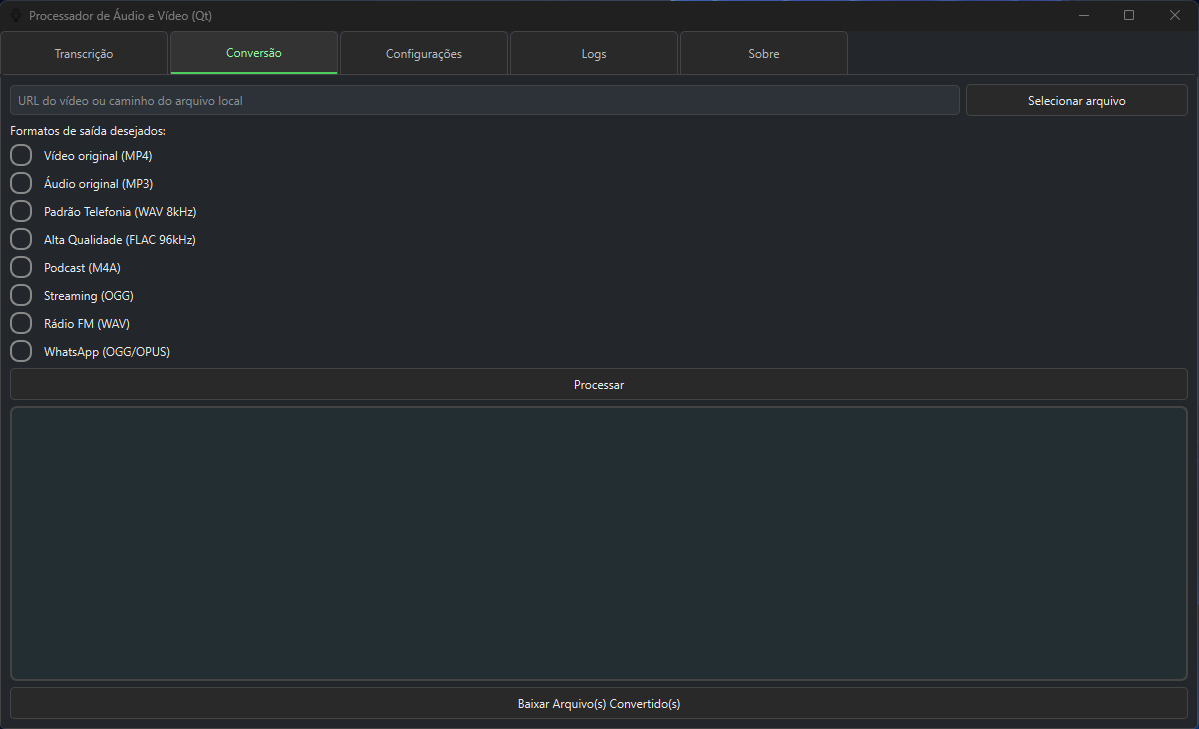 Processador de Áudio e Vídeo (Qt)
Transcrição Conversão Configurações Logs Sobre
URL do vídeo ou caminho do arquivo local Selecionar arquivo
Formatos de saída desejados:
Vídeo original (MP4)
Áudio original (MP3)
Padrão Telefonia (WAV 8kHz)
Alta Qualidade (FLAC 96kHz)
Podcast (M4A)
Streaming (OGG)
Rádio FM (WAV)
WhatsApp (OGG/OPUS)
Processar
Baixar Arquivo(s) Convertido(s)